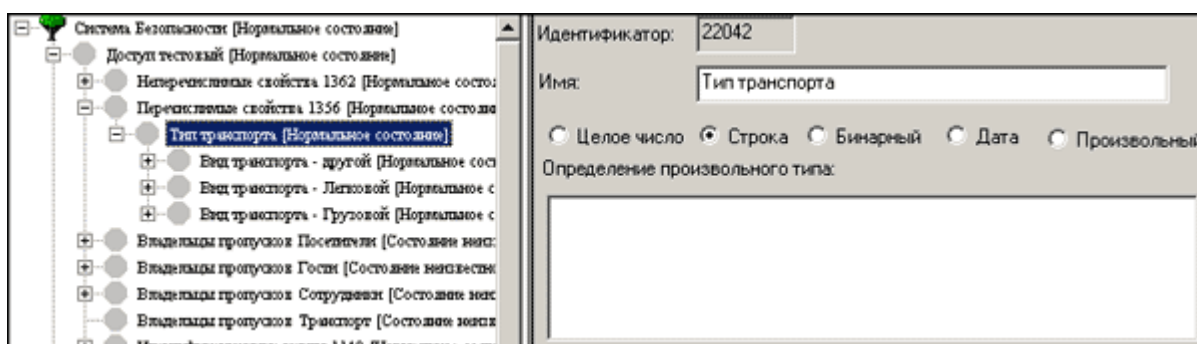 Система Безопасности [Нормальное состояние]
Доступ тестовый [Нормальное состояние]
Неперечислимые свойства 1362 [Нормальное состо
Перечислимые свойства 1356 [Нормальное состояни
Тип транспорта [Нормальное состояние]
Вид транспорта - другой [Нормальное сост
Вид транспорта - Легковой [Нормальное с
Вид транспорта - Грузовой [Нормальное с
Владельцы пропусков Посетители [Состояние неиз
Владельцы пропусков Гости [Состояние неизвестно
Владельцы пропусков Сотрудники [Состояние неиз
Владельцы пропусков Транспорт [Состояние неизв
Идентификатор: 22042
Имя: Тип транспорта
Целое число Строка Бинарный Дата Произвольный
Определение произвольного типа: